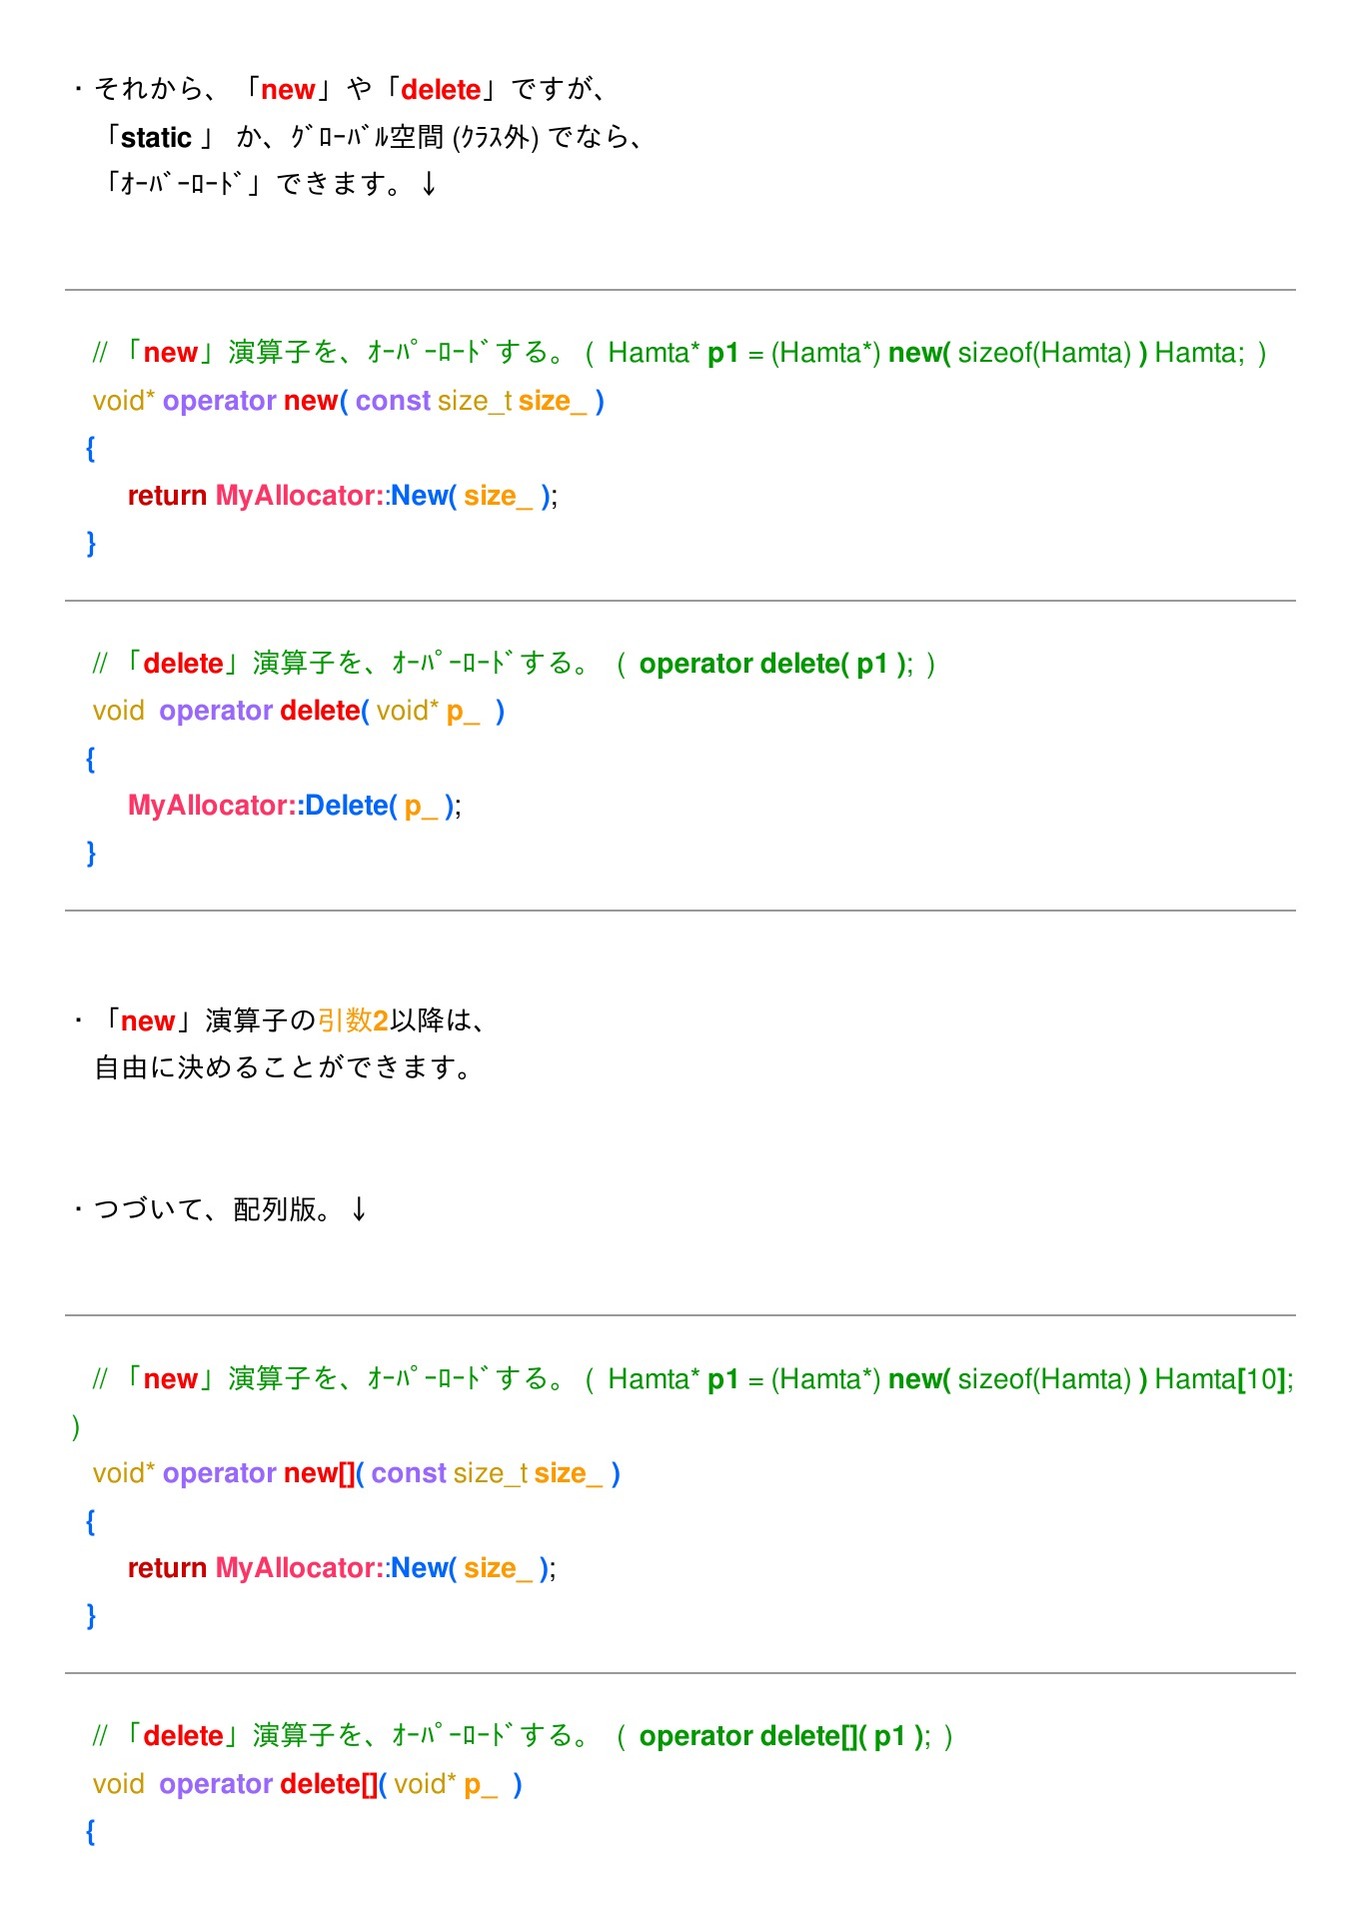 ・それから、「new」や「delete」ですが、
「static 」 か、ｸﾞﾛｰﾊﾞﾙ空間 (ｸﾗｽ外) でなら、
「ｵｰﾊﾞｰﾛｰﾄﾞ」できます。↓
// 「new」演算子を、ｵｰﾊﾟｰﾛｰﾄﾞする。 ( Hamta* p1 = (Hamta*) new( sizeof(Hamta) ) Hamta; )
void* operator new( const size_t size_ )
{
return MyAllocator::New( size_ );
}
// 「delete」演算子を、ｵｰﾊﾟｰﾛｰﾄﾞする。 ( operator delete( p1 ); )
void operator delete( void* p_ )
{
MyAllocator::Delete( p_ );
}
・「new」演算子の引数2以降は、
自由に決めることができます。
・つづいて、配列版。↓
// 「new」演算子を、ｵｰﾊﾟｰﾛｰﾄﾞする。 ( Hamta* p1 = (Hamta*) new( sizeof(Hamta) ) Hamta[10];
)
void* operator new[]( const size_t size_ )
{
return MyAllocator::New( size_ );
}
// 「delete」演算子を、ｵｰﾊﾟｰﾛｰﾄﾞする。 ( operator delete[]( p1 ); )
void operator delete[]( void* p_ )
{